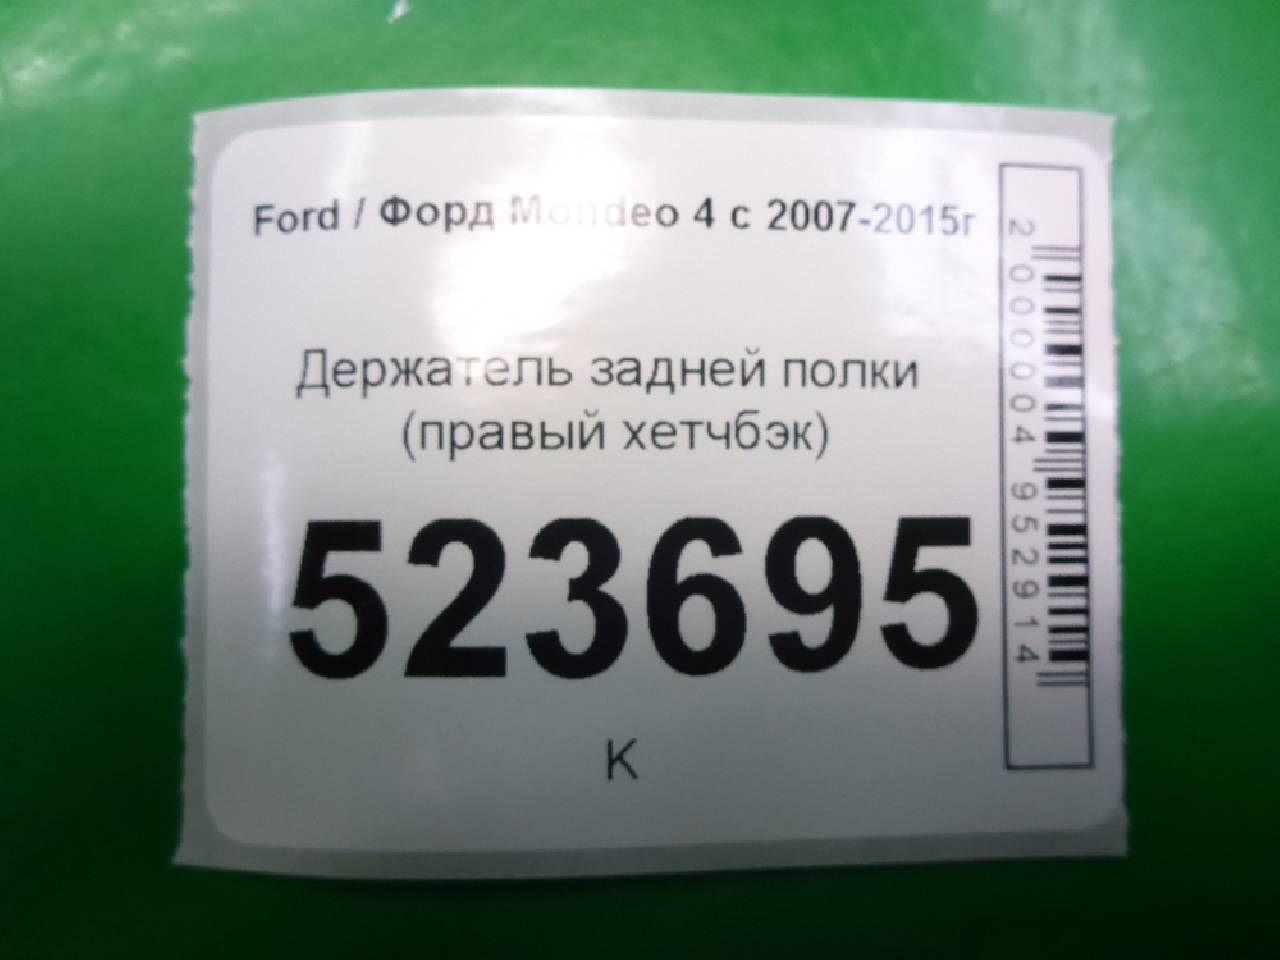 Ford / Форд Mondeo 4 с 2007-2015г
Держатель задней полки
(правый хетчбэк)
523695
К
2000004952914